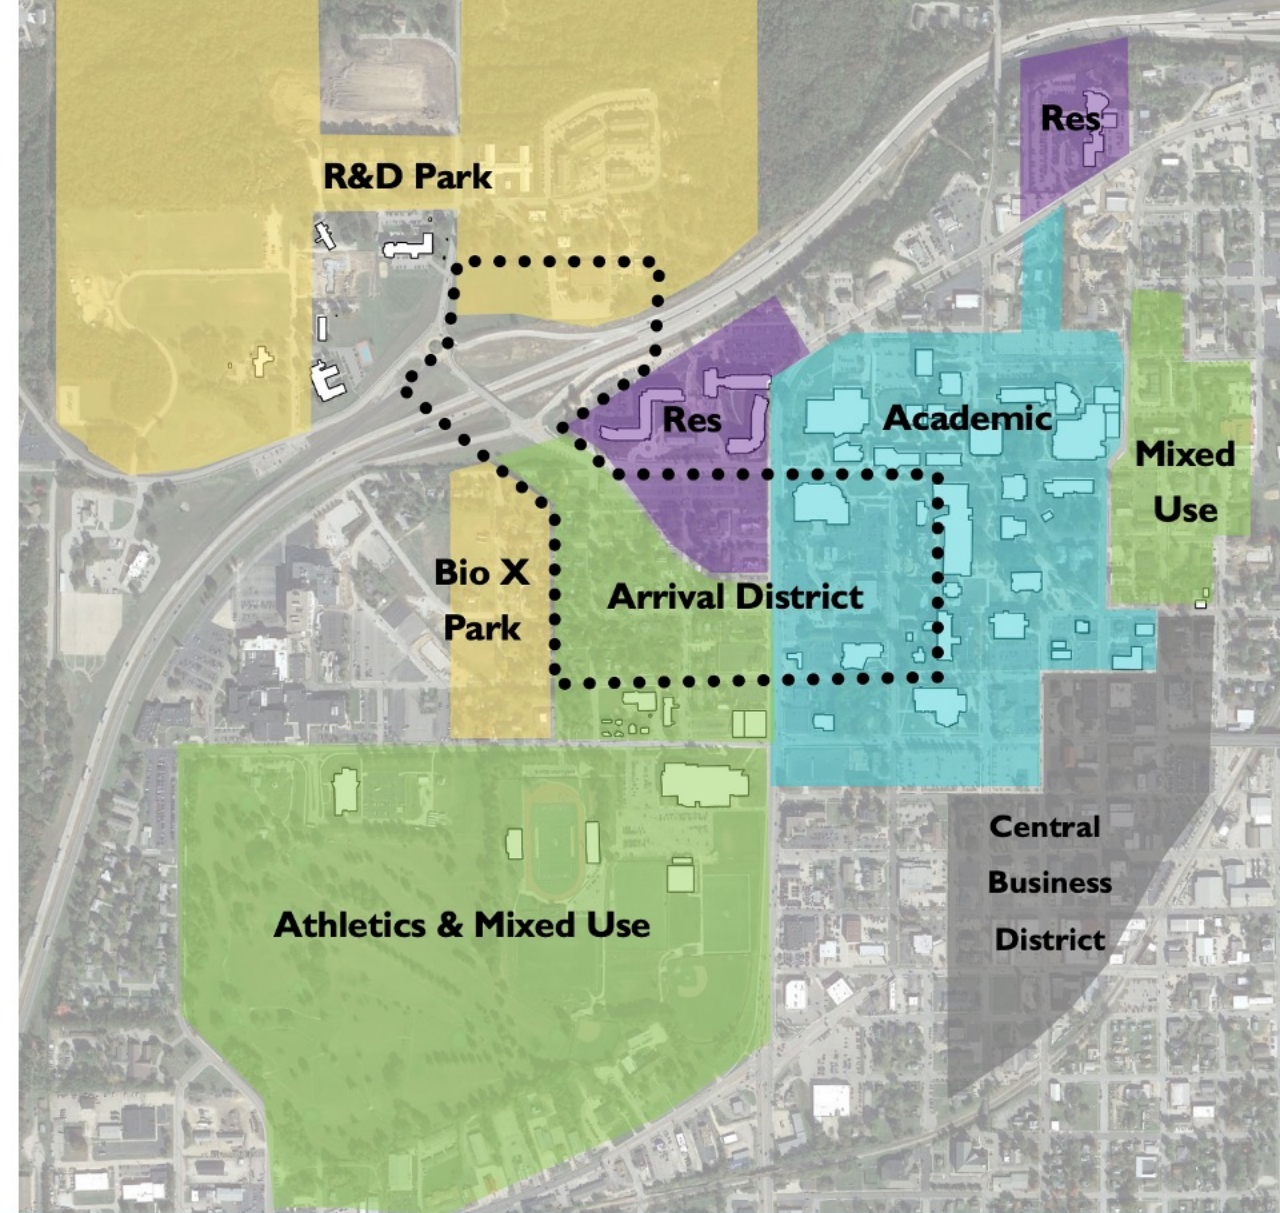 Res
R&D Park
Res
Academic
Mixed
Use
Bio X
Park
Arrival District
Central
Business
District
Athletics & Mixed Use